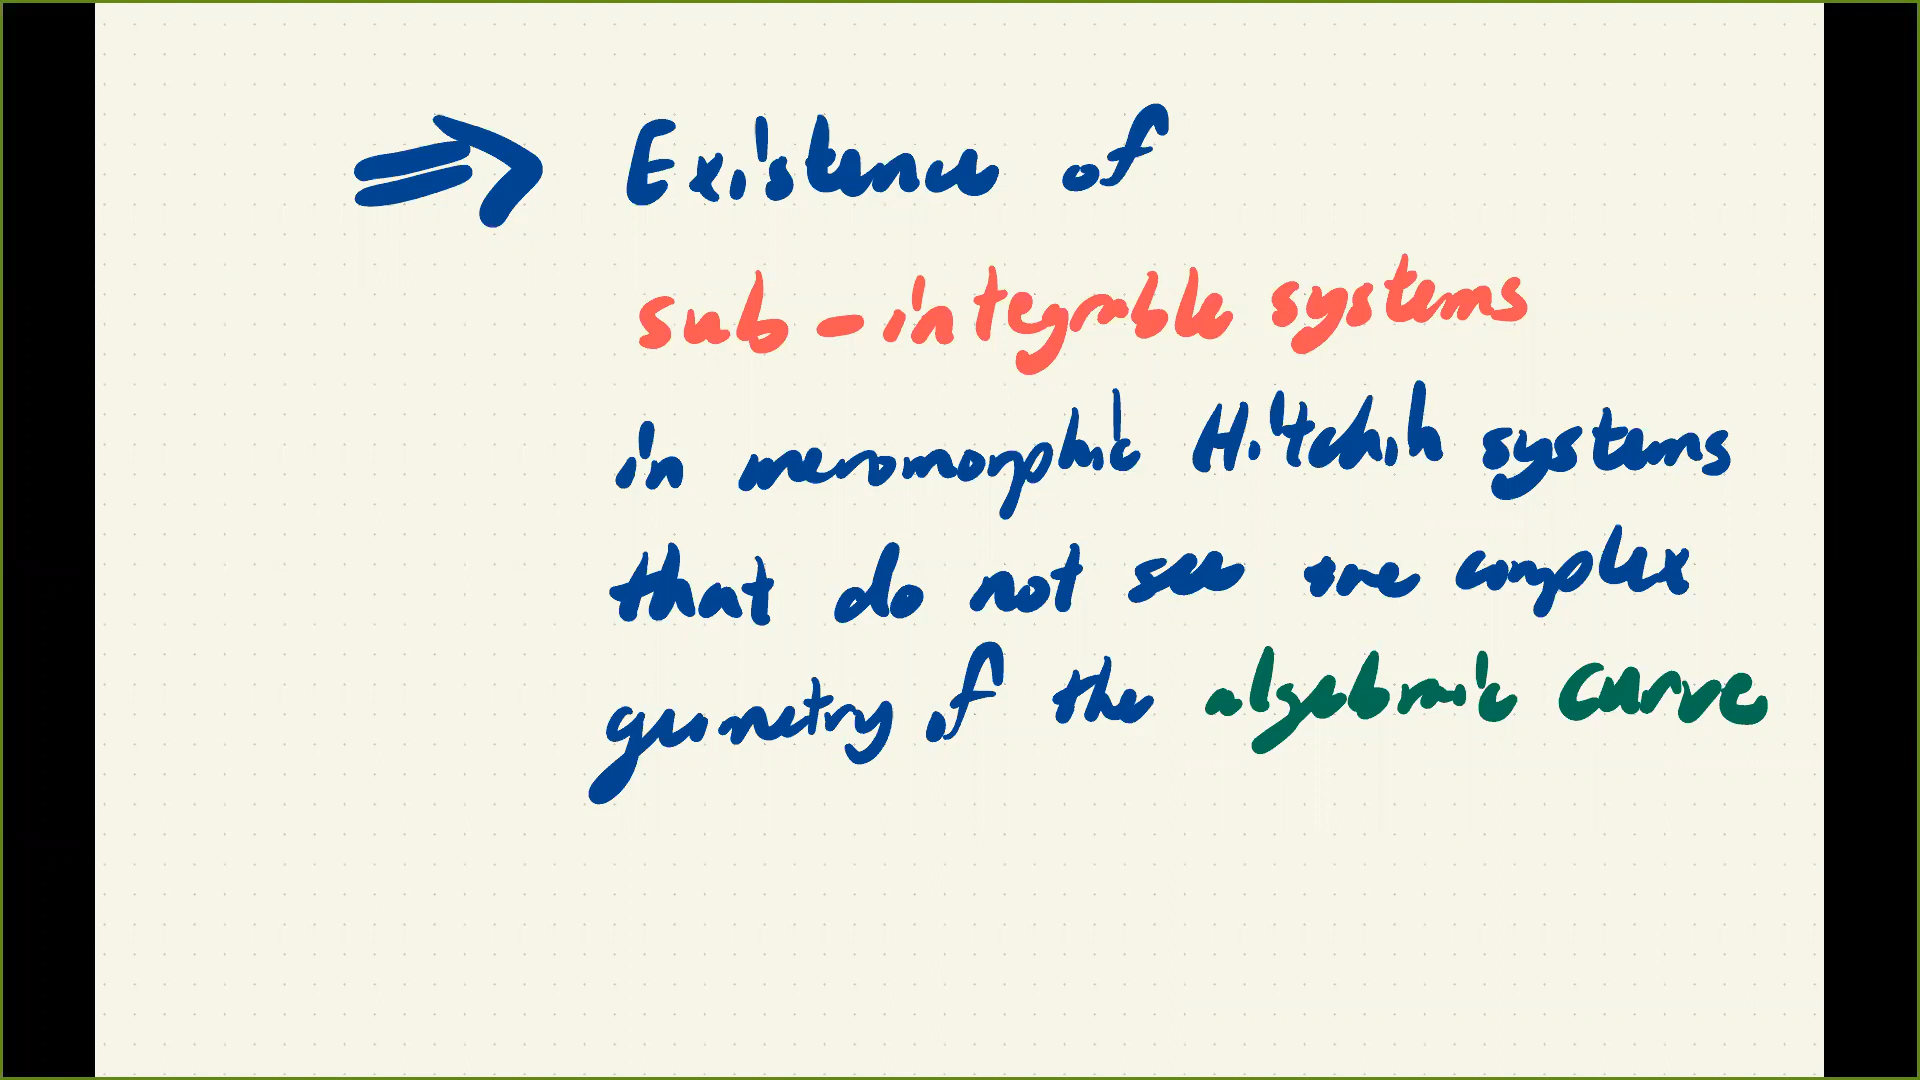 ⇒ Existence of
sub-integrable systems
in meromorphic Hitchin systems
that do not see the complex
geometry of the algebraic curve